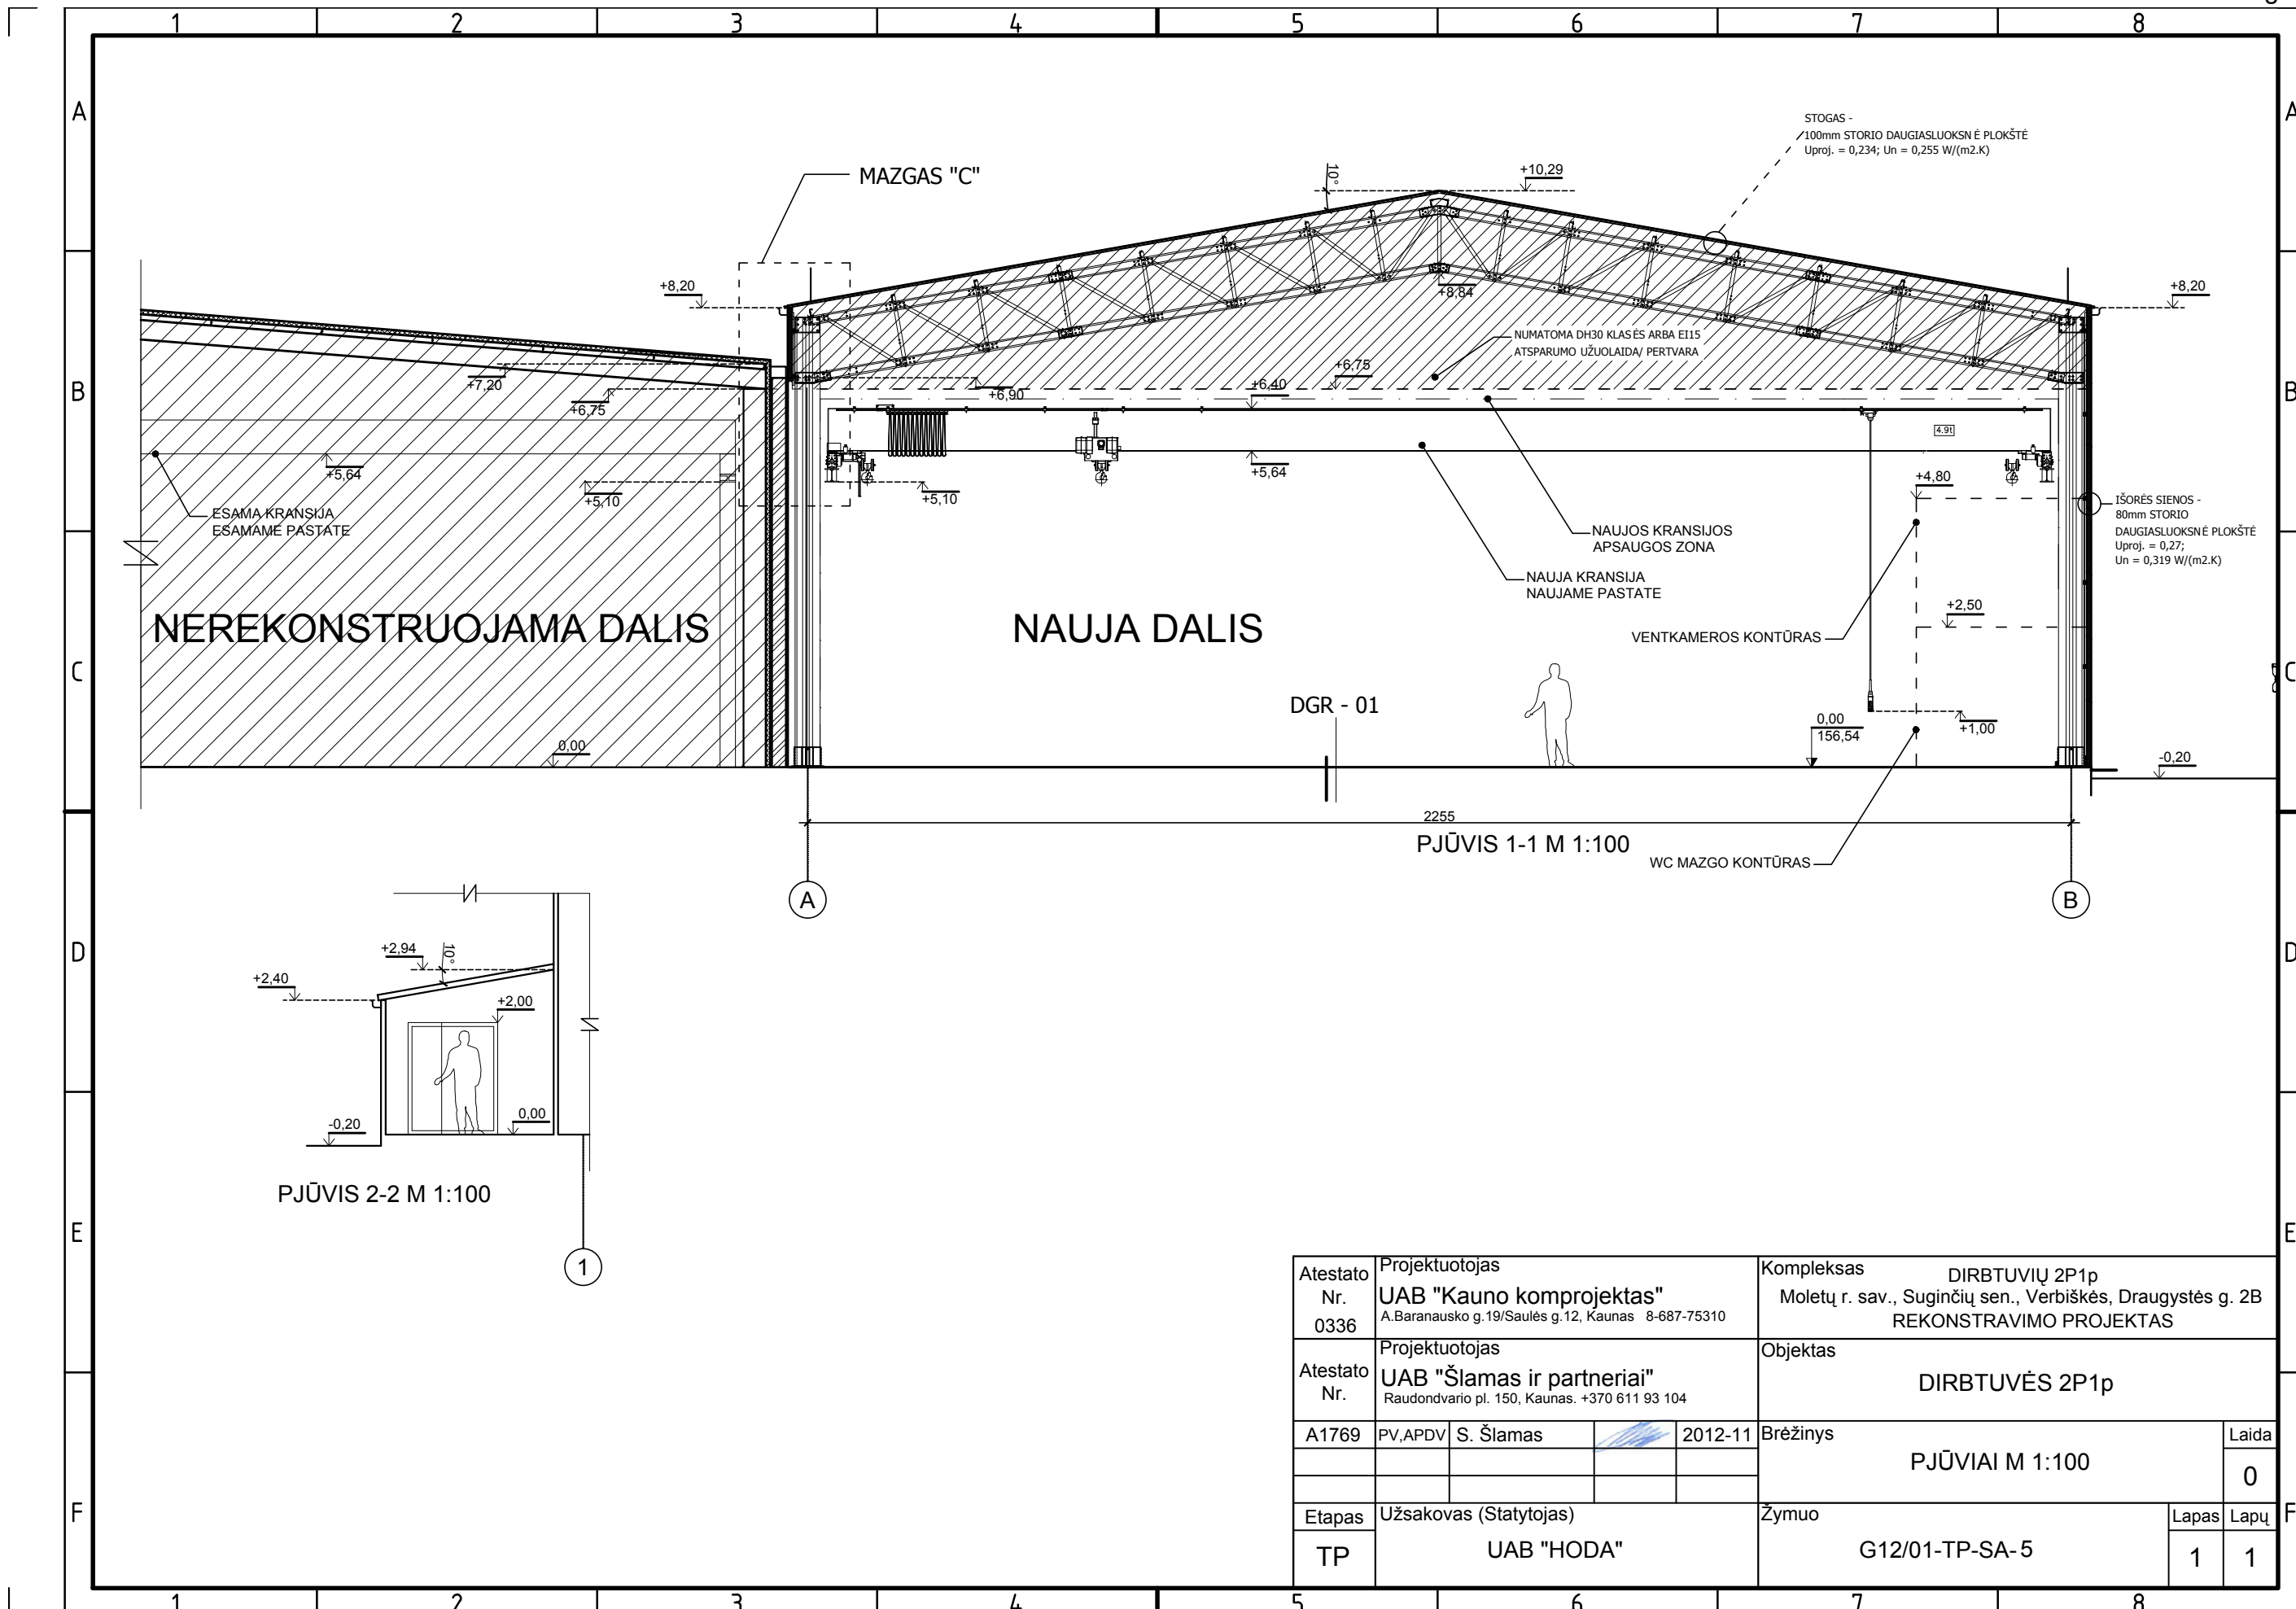 1 2 3 4 5 6 7 8
A A
B B
C C
D D
E E
F F
MAZGAS "C"
STOGAS -
100mm STORIO DAUGIASLUOKSNĖ PLOKŠTĖ
Uproj. = 0,234; Un = 0,255 W/(m2.K)
10°
+10,29
+8,20
+8,84
+8,20
NUMATOMA DH30 KLASĖS ARBA EI15
ATSPARUMO UŽUOLAIDA/ PERTVARA
+7,20
+6,75
+6,90
+6,40
+6,75
4.9t
+5,64
+5,10
+5,10
+5,64
+4,80
ESAMA KRANSIJA
ESAMAME PASTATE
NAUJOS KRANSIJOS
APSAUGOS ZONA
NAUJA KRANSIJA
NAUJAME PASTATE
IŠORĖS SIENOS -
80mm STORIO
DAUGIASLUOKSNĖ PLOKŠTĖ
Uproj. = 0,27;
Un = 0,319 W/(m2.K)
NEREKONSTRUOJAMA DALIS
NAUJA DALIS
+2,50
VENTKAMEROS KONTŪRAS
DGR - 01
0,00
156,54
+1,00
0,00
-0,20
2255
PJŪVIS 1-1 M 1:100
WC MAZGO KONTŪRAS
A
B
+2,94
10°
+2,40
+2,00
0,00
-0,20
PJŪVIS 2-2 M 1:100
1
Atestato
Nr.
0336
Projektuotojas
UAB "Kauno komprojektas"
A.Baranausko g.19/Saulės g.12, Kaunas 8-687-75310
Kompleksas
DIRBTUVIŲ 2P1p
Moletų r. sav., Suginčių sen., Verbiškės, Draugystės g. 2B
REKONSTRAVIMO PROJEKTAS
Atestato
Nr.
Projektuotojas
UAB "Šlamas ir partneriai"
Raudondvario pl. 150, Kaunas. +370 611 93 104
Objektas
DIRBTUVĖS 2P1p
A1769 PV,APDV S. Šlamas 2012-11
Brėžinys
PJŪVIAI M 1:100
Laida
0
Etapas
TP
Užsakovas (Statytojas)
UAB "HODA"
Žymuo
G12/01-TP-SA-5
Lapas Lapų
1 1
1 2 3 4 5 6 7 8